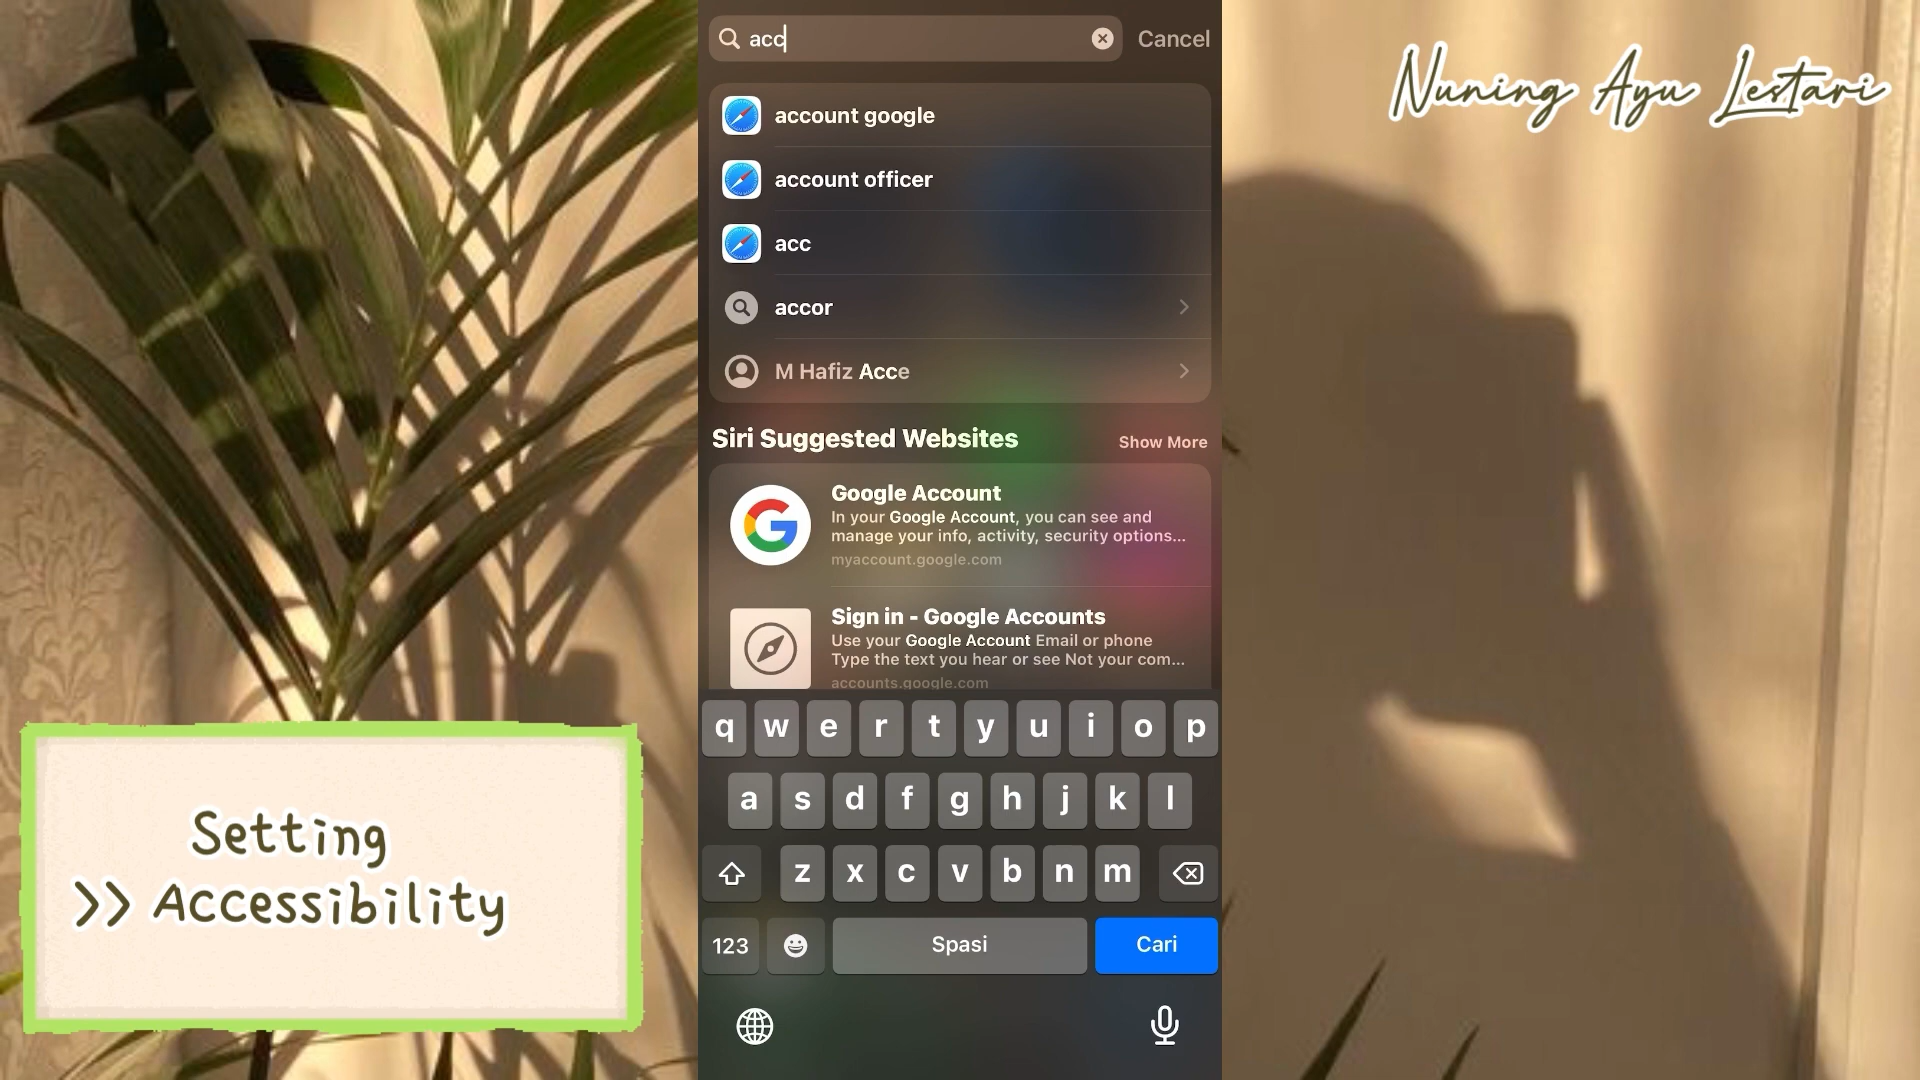 acc
Cancel
Nuning Ayu Lestari
account google
account officer
acc
accor
M Hafiz Acce
Siri Suggested Websites
Show More
Google Account
In your Google Account, you can see and
manage your info, activity, security options...
myaccount.google.com
Sign in - Google Accounts
Use your Google Account Email or phone
Type the text you hear or see Not your com...
accounts.google.com
q w e r t y u i o p
a s d f g h j k l
z x c v b n m
123
Spasi
Cari
Setting
>> Accessibility